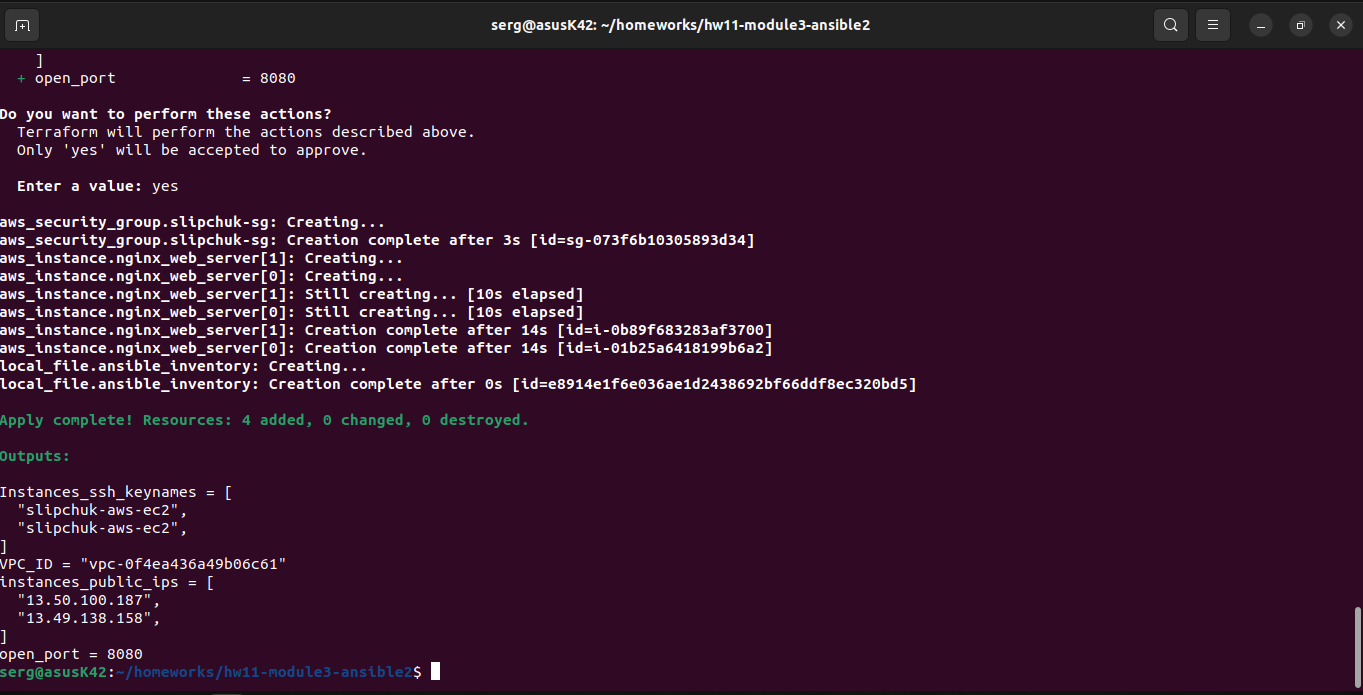 serg@asusK42: ~/homeworks/hw11-module3-ansible2
    ]
  + open_port              = 8080

Do you want to perform these actions?
  Terraform will perform the actions described above.
  Only 'yes' will be accepted to approve.

  Enter a value: yes

aws_security_group.slipchuk-sg: Creating...
aws_security_group.slipchuk-sg: Creation complete after 3s [id=sg-073f6b10305893d34]
aws_instance.nginx_web_server[1]: Creating...
aws_instance.nginx_web_server[0]: Creating...
aws_instance.nginx_web_server[1]: Still creating... [10s elapsed]
aws_instance.nginx_web_server[0]: Still creating... [10s elapsed]
aws_instance.nginx_web_server[1]: Creation complete after 14s [id=i-0b89f683283af3700]
aws_instance.nginx_web_server[0]: Creation complete after 14s [id=i-01b25a6418199b6a2]
local_file.ansible_inventory: Creating...
local_file.ansible_inventory: Creation complete after 0s [id=e8914e1f6e036ae1d2438692bf66ddf8ec320bd5]

Apply complete! Resources: 4 added, 0 changed, 0 destroyed.

Outputs:

Instances_ssh_keynames = [
  "slipchuk-aws-ec2",
  "slipchuk-aws-ec2",
]
VPC_ID = "vpc-0f4ea436a49b06c61"
instances_public_ips = [
  "13.50.100.187",
  "13.49.138.158",
]
open_port = 8080
serg@asusK42:~/homeworks/hw11-module3-ansible2$